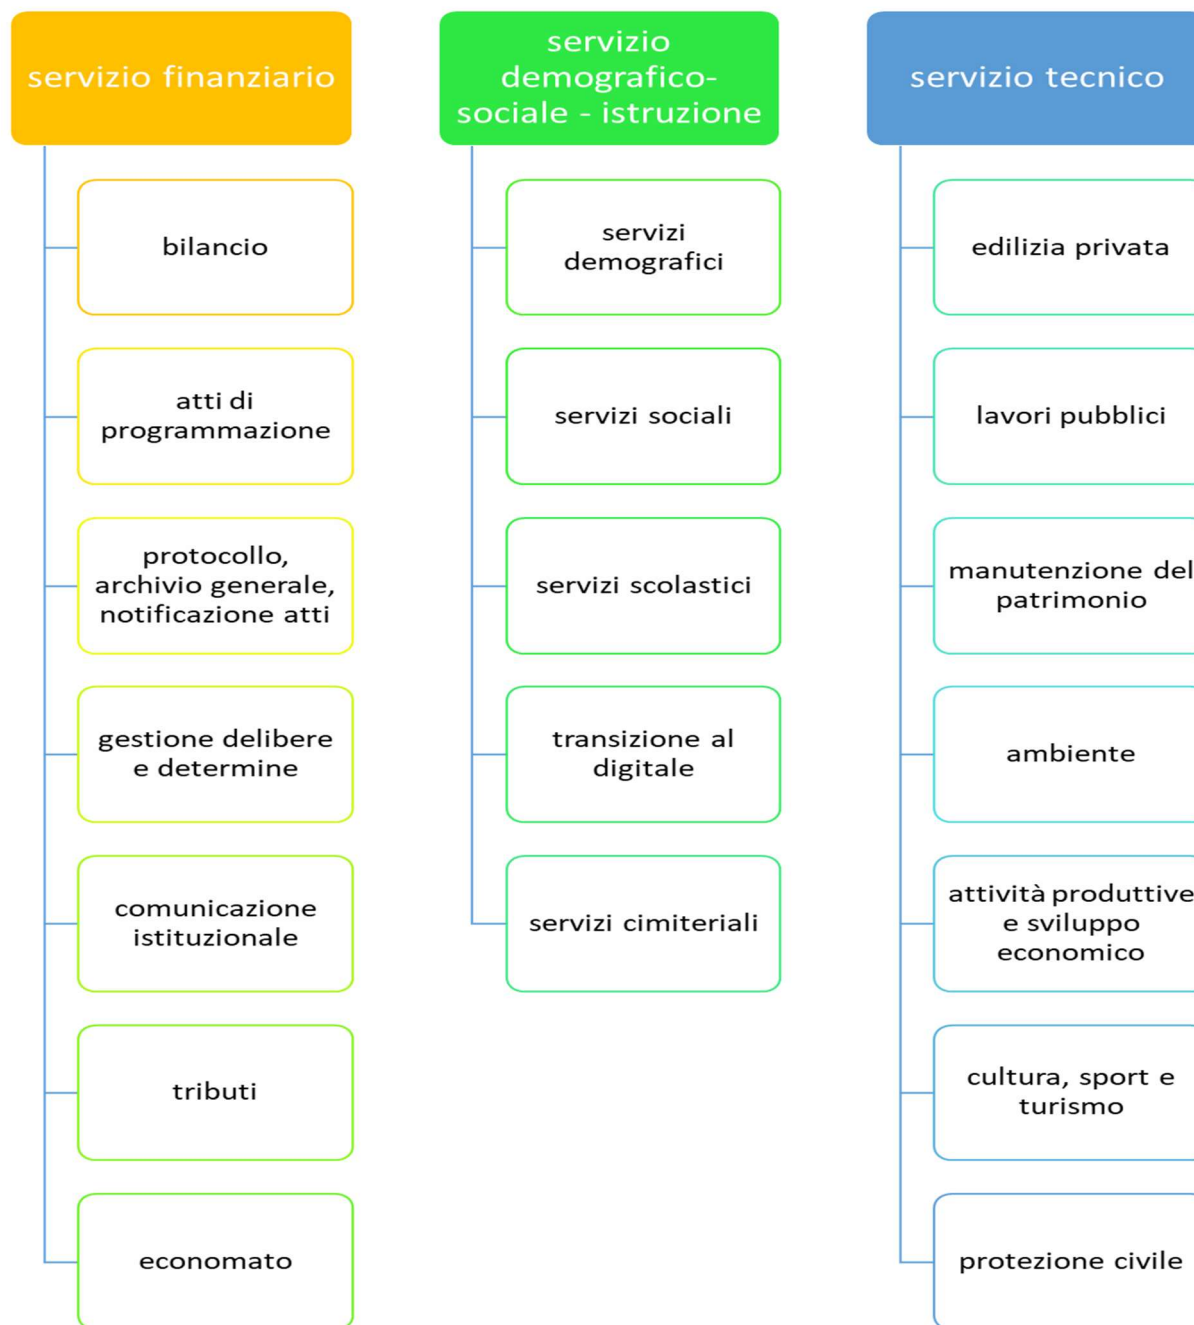 servizio finanziario
bilancio
atti di
programmazione
protocollo,
archivio generale,
notificazione atti
gestione delibere
e determine
comunicazione
istituzionale
tributi
economato
servizio
demografico-
sociale - istruzione
servizi
demografici
servizi sociali
servizi scolastici
transizione al
digitale
servizi cimiteriali
servizio tecnico
edilizia privata
lavori pubblici
manutenzione del
patrimonio
ambiente
attività produttive
e sviluppo
economico
cultura, sport e
turismo
protezione civile